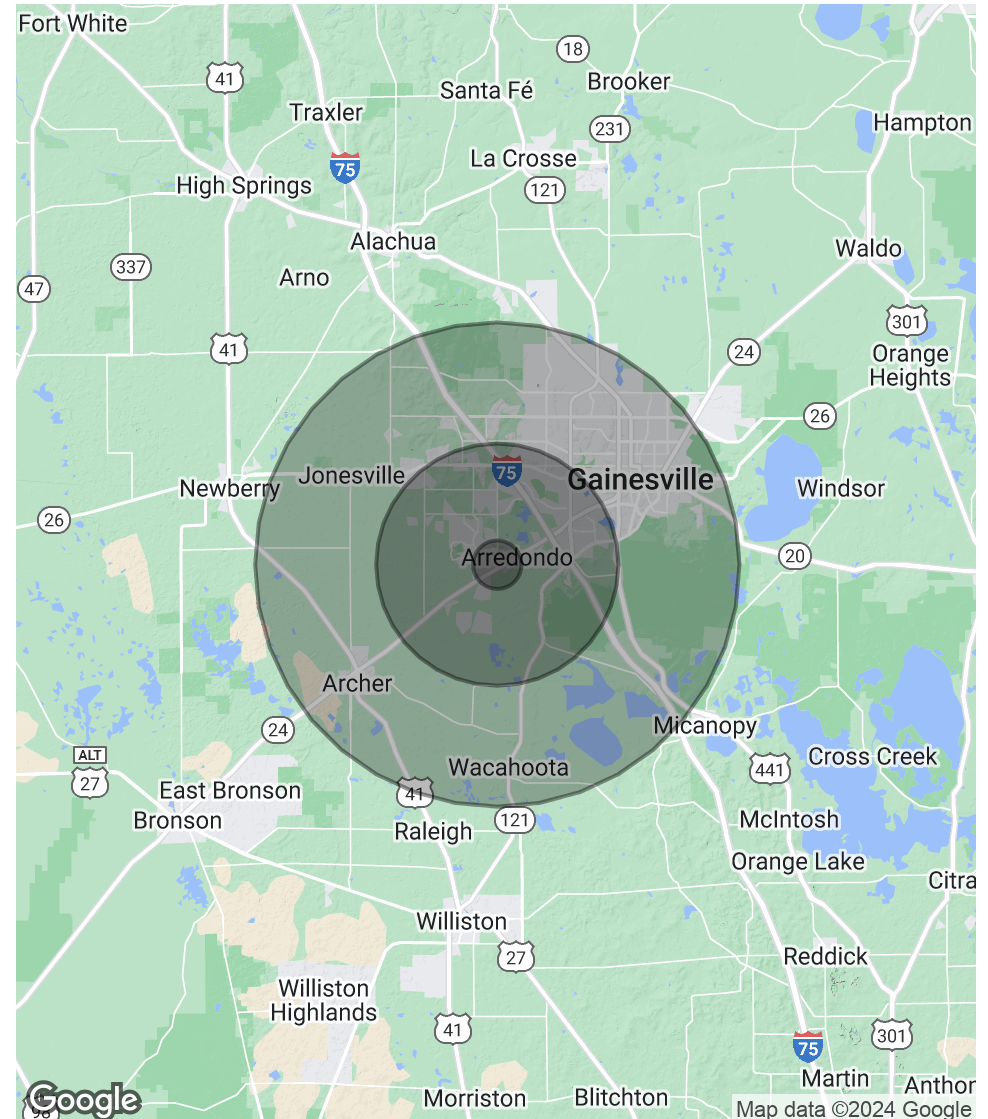 Fort White
18
41
Santa Fé
Brooker
Traxler
231
Hampton
La Crosse
75
121
High Springs
Alachua
Waldo
337
Arno
47
301
41
24
Orange
Heights
26
Jonesville
75
Gainesville
Newberry
Windsor
26
Arredondo
20
Archer
Micanopy
24
ALT
27
Wacahoota
441
Cross Creek
East Bronson
41
Bronson
121
McIntosh
Raleigh
Orange Lake
Citra
Williston
27
Reddick
Williston
Highlands
41
301
75
Martin
Anthon
Google
98
Morriston
Blitchton
Map data ©2024 Google